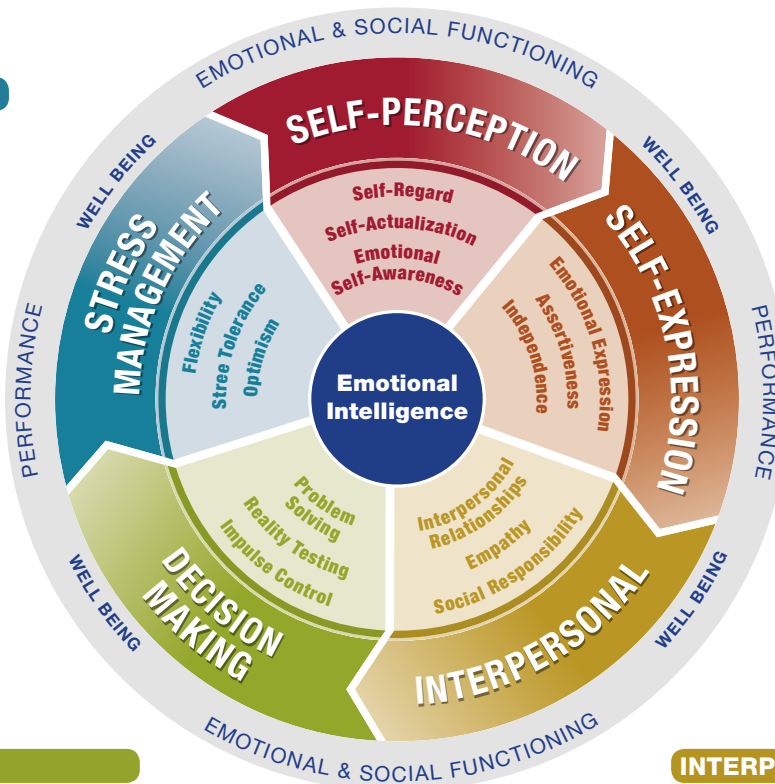 EMOTIONAL & SOCIAL FUNCTIONING
WELL BEING
WELL BEING
PERFORMANCE
PERFORMANCE
WELL BEING
WELL BEING
EMOTIONAL & SOCIAL FUNCTIONING
SELF-PERCEPTION
Self-Regard
Self-Actualization
Emotional
Self-Awareness
SELF-EXPRESSION
Emotional Expression
Assertiveness
Independence
INTERPERSONAL
Interpersonal
Relationships
Empathy
Social Responsibility
DECISION
MAKING
Problem
Solving
Reality Testing
Impulse Control
STRESS
MANAGEMENT
Flexibility
Stree Tolerance
Optimism
Emotional
Intelligence
INTERP